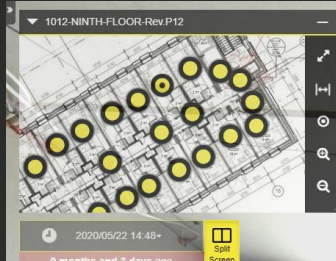 1012-NINTH-FLOOR-Rev.P12
2020/05/22 14:48
Split
Screen
9 months and 3 days ago